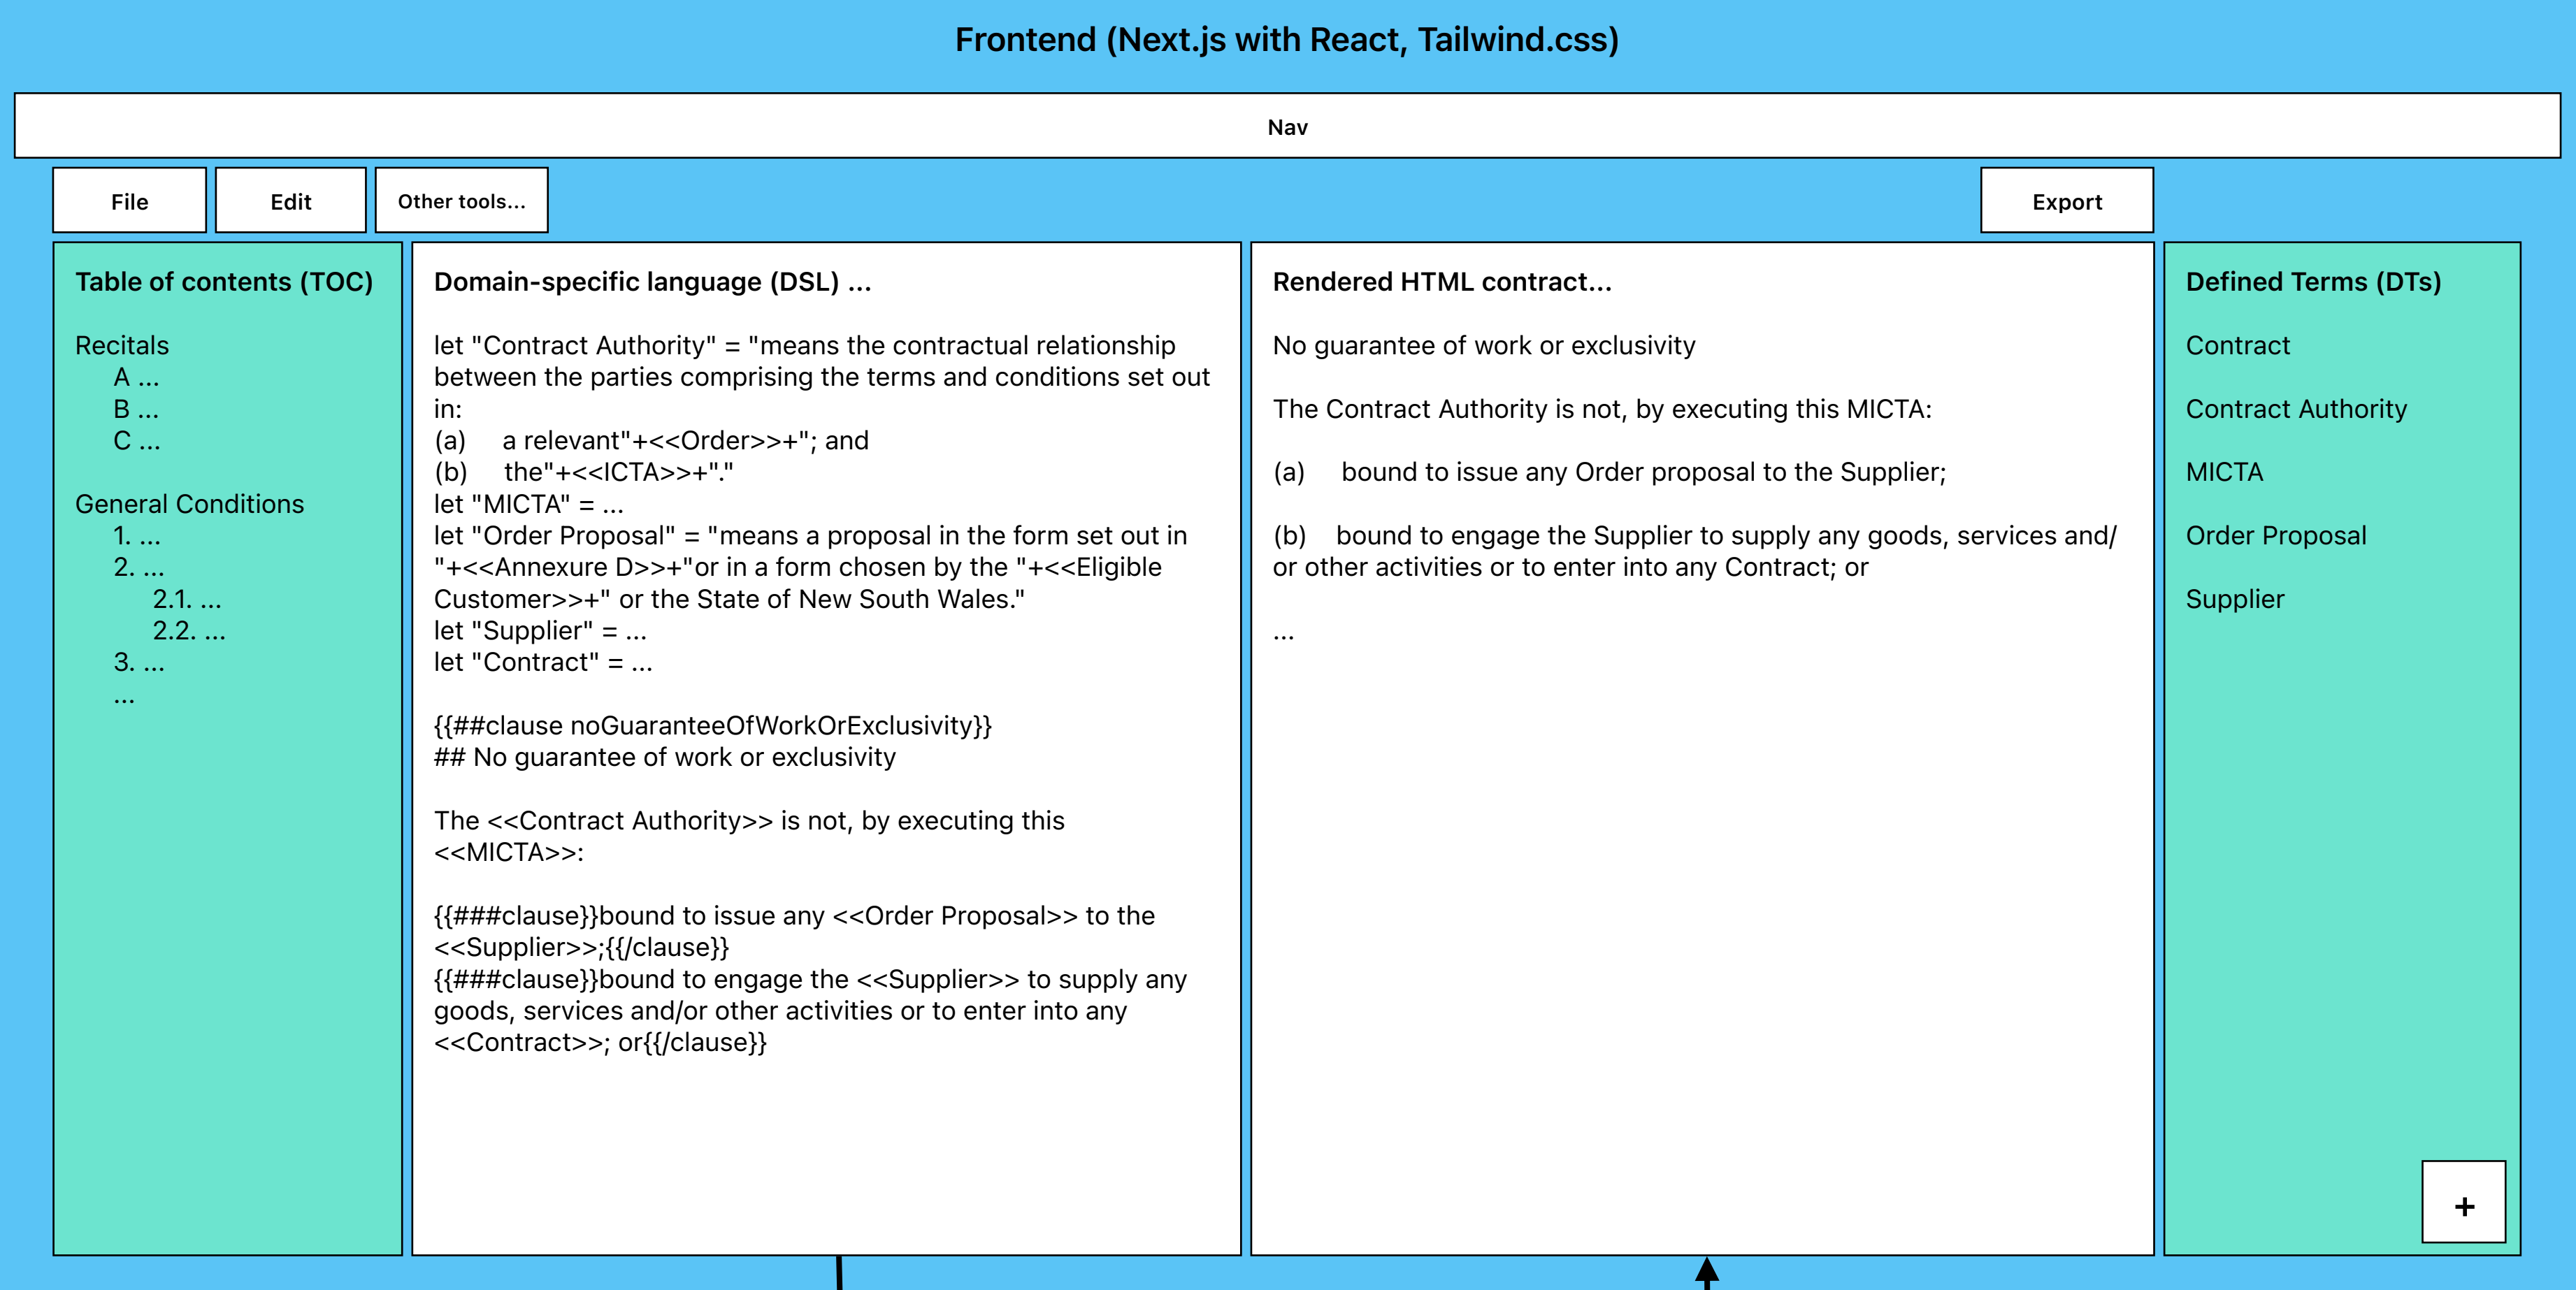 Frontend (Next.js with React, Tailwind.css)
Nav
File
Edit
Other tools...
Export
Table of contents (TOC)
Recitals
A ...
B ...
C ...
General Conditions
1. ...
2. ...
2.1. ...
2.2. ...
3. ...
...
Domain-specific language (DSL) ...
let "Contract Authority" = "means the contractual relationship
between the parties comprising the terms and conditions set out
in:
(a) a relevant"+<<Order>>+"; and
(b) the"+<<ICTA>>+"."
let "MICTA" = ...
let "Order Proposal" = "means a proposal in the form set out in
"+<<Annexure D>>+"or in a form chosen by the "+<<Eligible
Customer>>+" or the State of New South Wales."
let "Supplier" = ...
let "Contract" = ...
{{##clause noGuaranteeOfWorkOrExclusivity}}
## No guarantee of work or exclusivity
The <<Contract Authority>> is not, by executing this
<<MICTA>>:
{{###clause}}bound to issue any <<Order Proposal>> to the
<<Supplier>>;{{/clause}}
{{###clause}}bound to engage the <<Supplier>> to supply any
goods, services and/or other activities or to enter into any
<<Contract>>; or{{/clause}}
Rendered HTML contract...
No guarantee of work or exclusivity
The Contract Authority is not, by executing this MICTA:
(a) bound to issue any Order proposal to the Supplier;
(b) bound to engage the Supplier to supply any goods, services and/
or other activities or to enter into any Contract; or
...
Defined Terms (DTs)
Contract
Contract Authority
MICTA
Order Proposal
Supplier
+